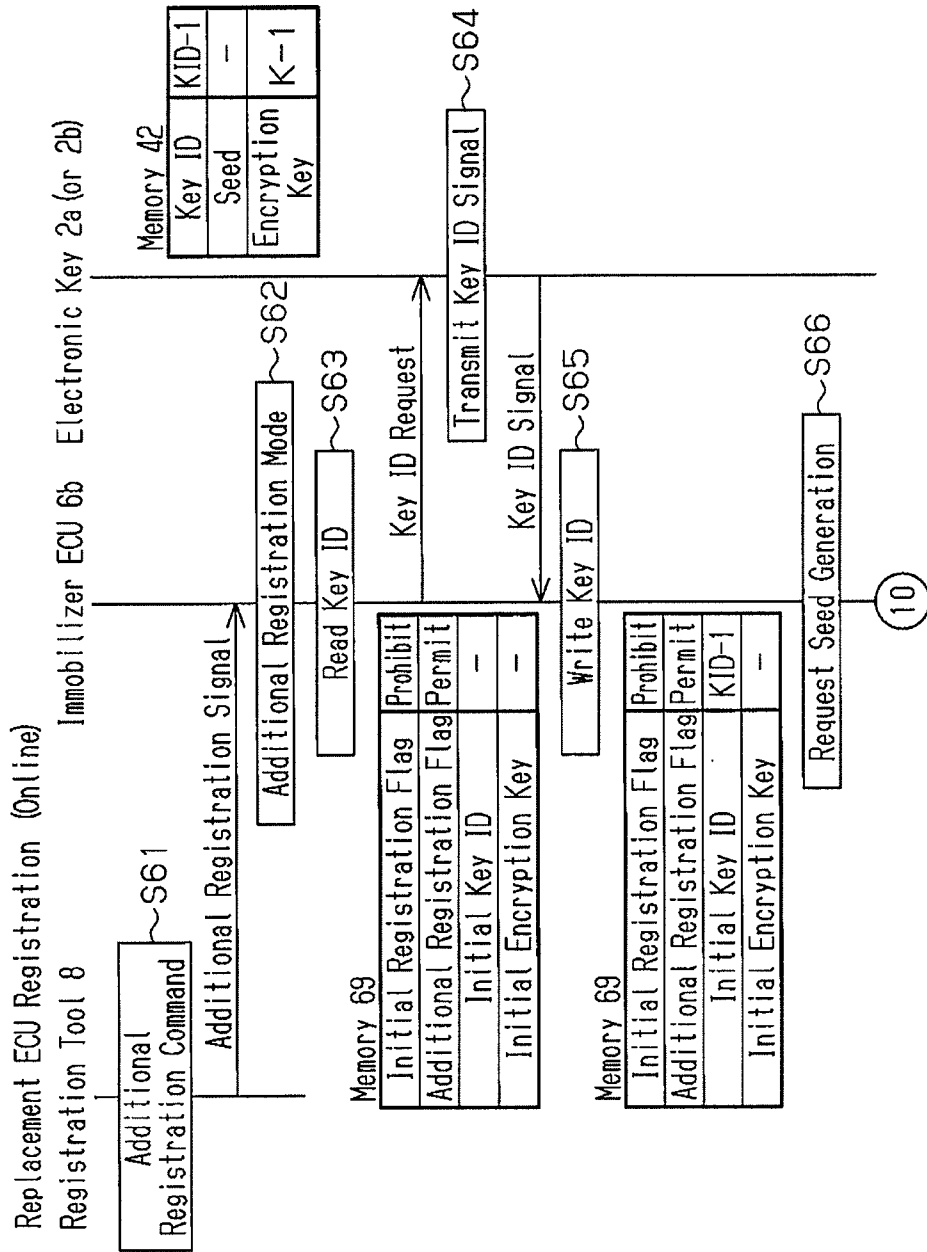 Replacement ECU Registration (Online)
Registration Tool 8
Immobilizer ECU 6b
Electronic Key 2a(or 2b)
Memory 42
Key ID KID-1
Seed –
Encryption
Key
K-1
Additional
Registration Command
S61
Additional Registration Signal
Additional Registration Mode
S62
Read Key ID
S63
Key ID Request
Memory 69
Initial Registration Flag Prohibit
Additional Registration Flag Permit
Initial Key ID –
Initial Encryption Key –
Transmit Key ID Signal
S64
Key ID Signal
Write Key ID
S65
Memory 69
Initial Registration Flag Prohibit
Additional Registration Flag Permit
Initial Key ID KID-1
Initial Encryption Key –
Request Seed Generation
S66
10